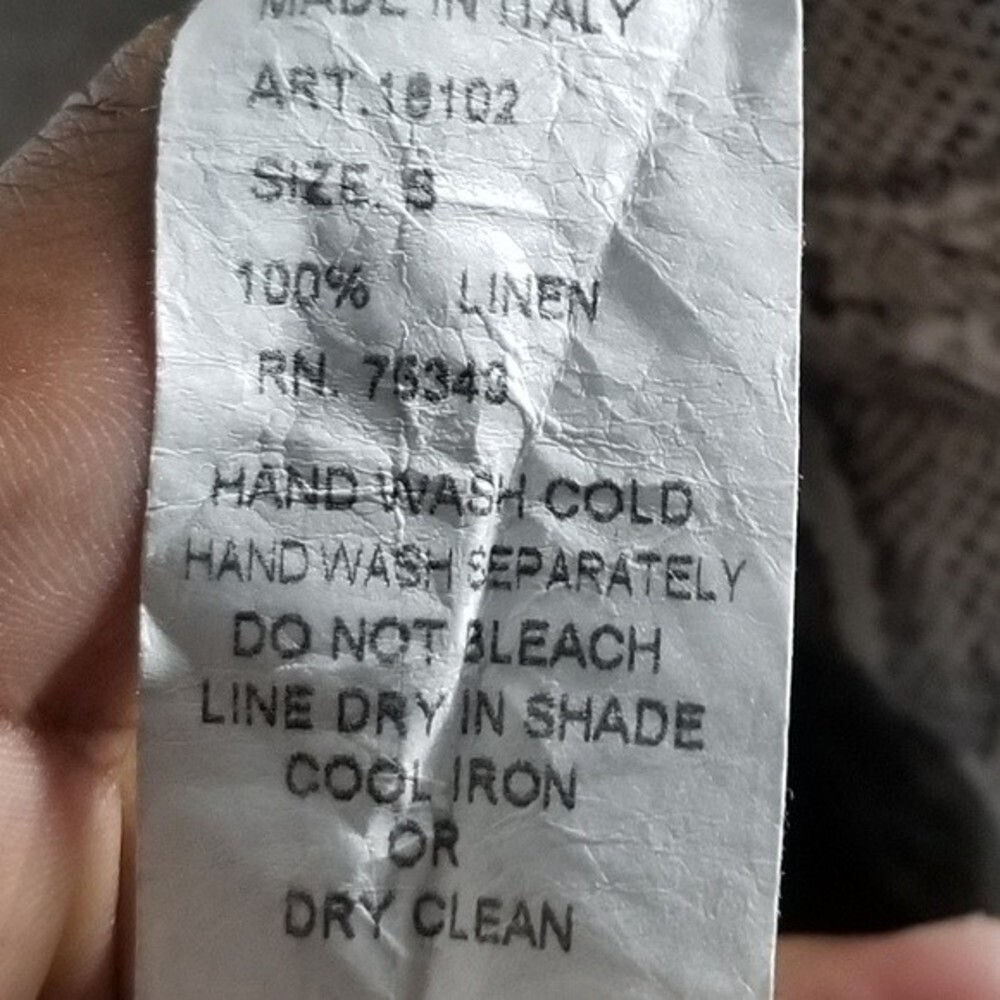 MADE IN ITALY
ART.18102
SIZE: S
100% LINEN
RN. 76349
HAND WASH COLD
HAND WASH SEPARATELY
DO NOT BLEACH
LINE DRY IN SHADE
COOL IRON
OR
DRY CLEAN